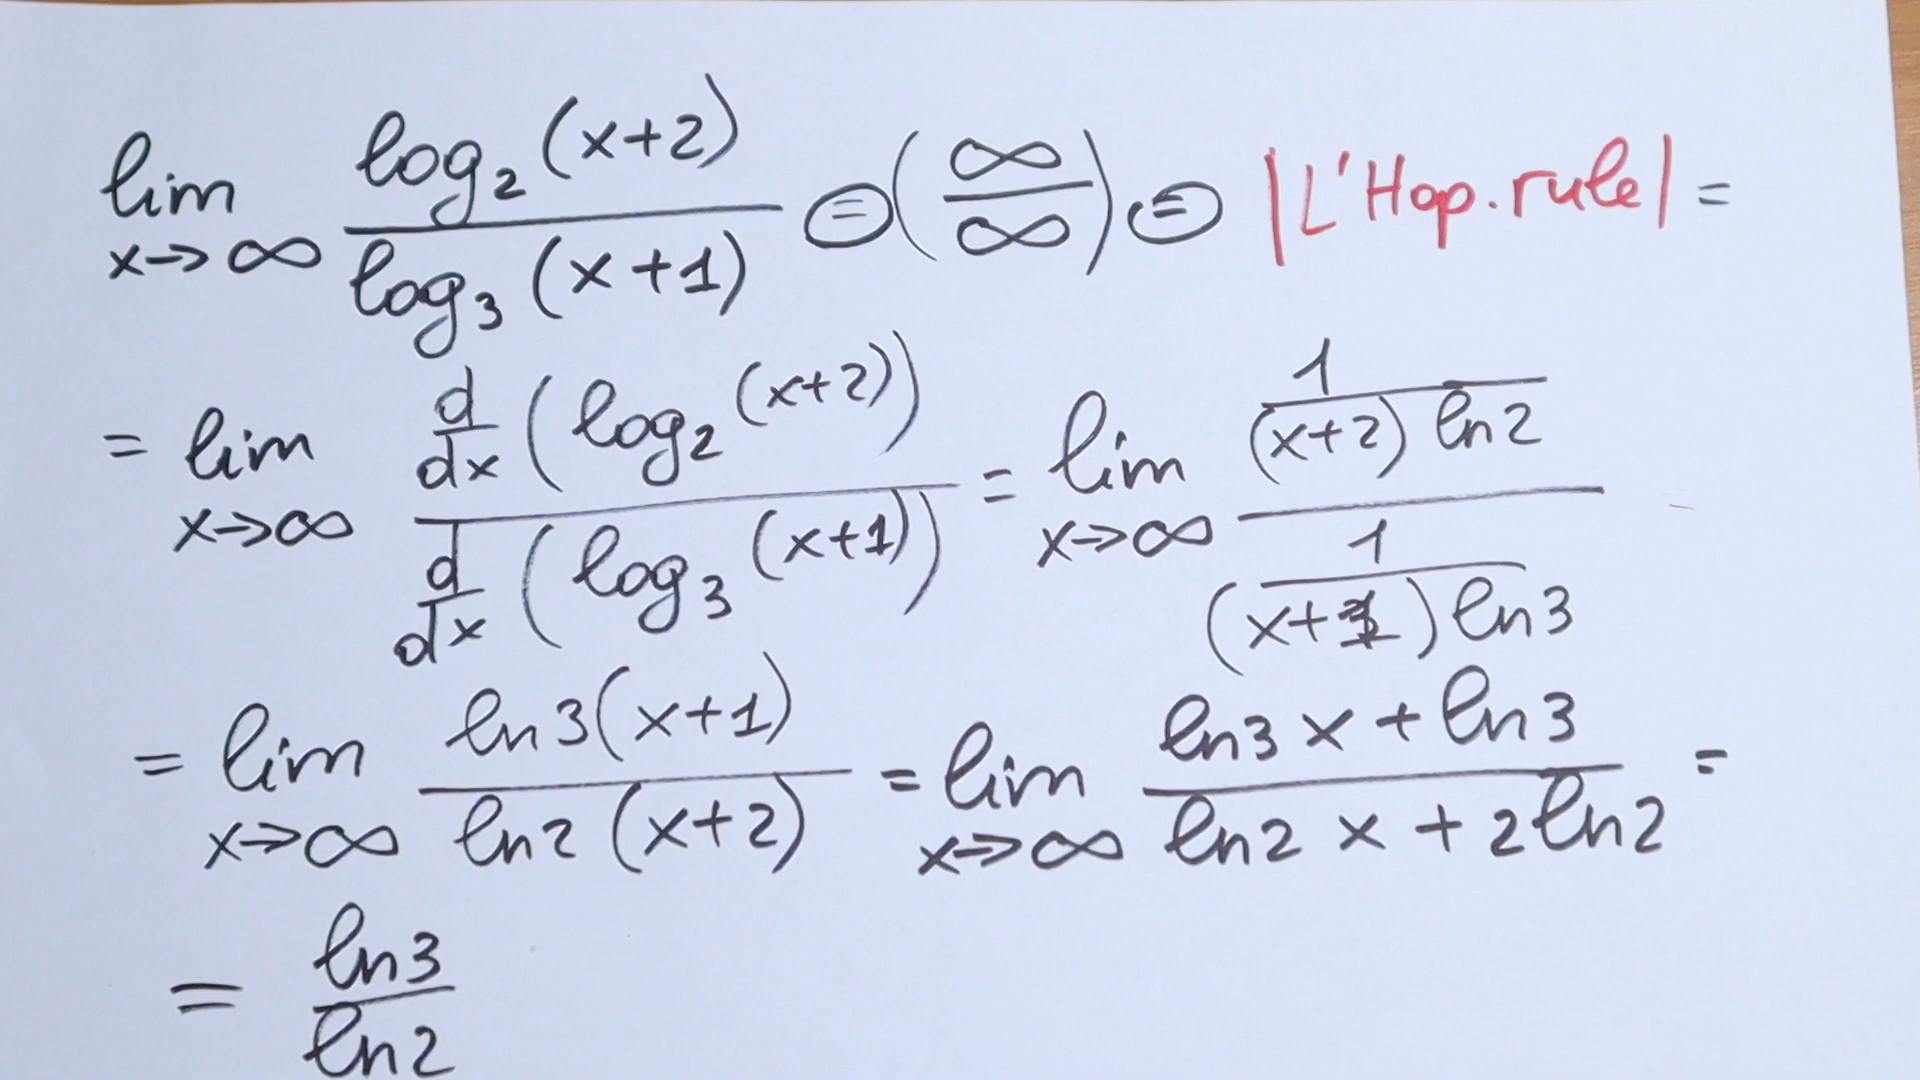 lim x→∞ log₂(x+2) / log₃(x+1) = (∞/∞) = |L'Hop. rule| =
= lim x→∞ d/dx (log₂(x+2)) / d/dx (log₃(x+1)) = lim x→∞ 1/((x+2) ln2) / 1/((x+1) ln3)
= lim x→∞ ln3(x+1) / ln2(x+2) = lim x→∞ (ln3 x + ln3) / (ln2 x + 2ln2) =
= ln3 / ln2